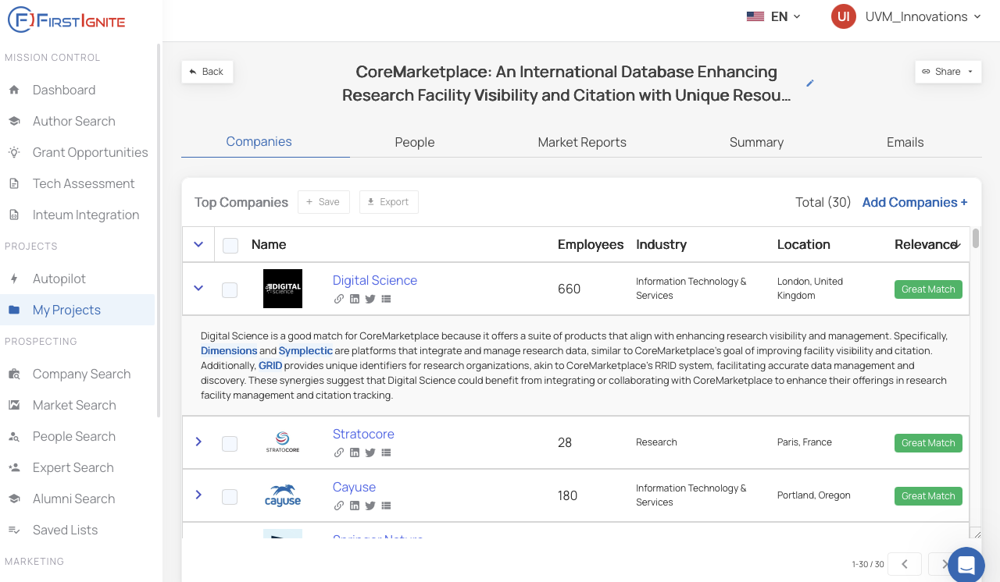 FIRSTIGNITE
EN
UI
UVM_Innovations
MISSION CONTROL
Dashboard
Author Search
Grant Opportunities
Tech Assessment
Inteum Integration
PROJECTS
Autopilot
My Projects
PROSPECTING
Company Search
Market Search
People Search
Expert Search
Alumni Search
Saved Lists
MARKETING
Back
CoreMarketplace: An International Database Enhancing
Research Facility Visibility and Citation with Unique Resou...
Share
Companies
People
Market Reports
Summary
Emails
Top Companies
+ Save
Export
Total (30)
Add Companies +
Name
Employees
Industry
Location
Relevance
DIGITAL
science
Digital Science
660
Information Technology &
Services
London, United
Kingdom
Great Match
Digital Science is a good match for CoreMarketplace because it offers a suite of products that align with enhancing research visibility and management. Specifically,
Dimensions and Symplectic are platforms that integrate and manage research data, similar to CoreMarketplace's goal of improving facility visibility and citation.
Additionally, GRID provides unique identifiers for research organizations, akin to CoreMarketplace's RRID system, facilitating accurate data management and
discovery. These synergies suggest that Digital Science could benefit from integrating or collaborating with CoreMarketplace to enhance their offerings in research
facility management and citation tracking.
STRATOCORE
Stratocore
28
Research
Paris, France
Great Match
cayuse
Cayuse
180
Information Technology &
Services
Portland, Oregon
Great Match
Springer Nature
1-30 / 30